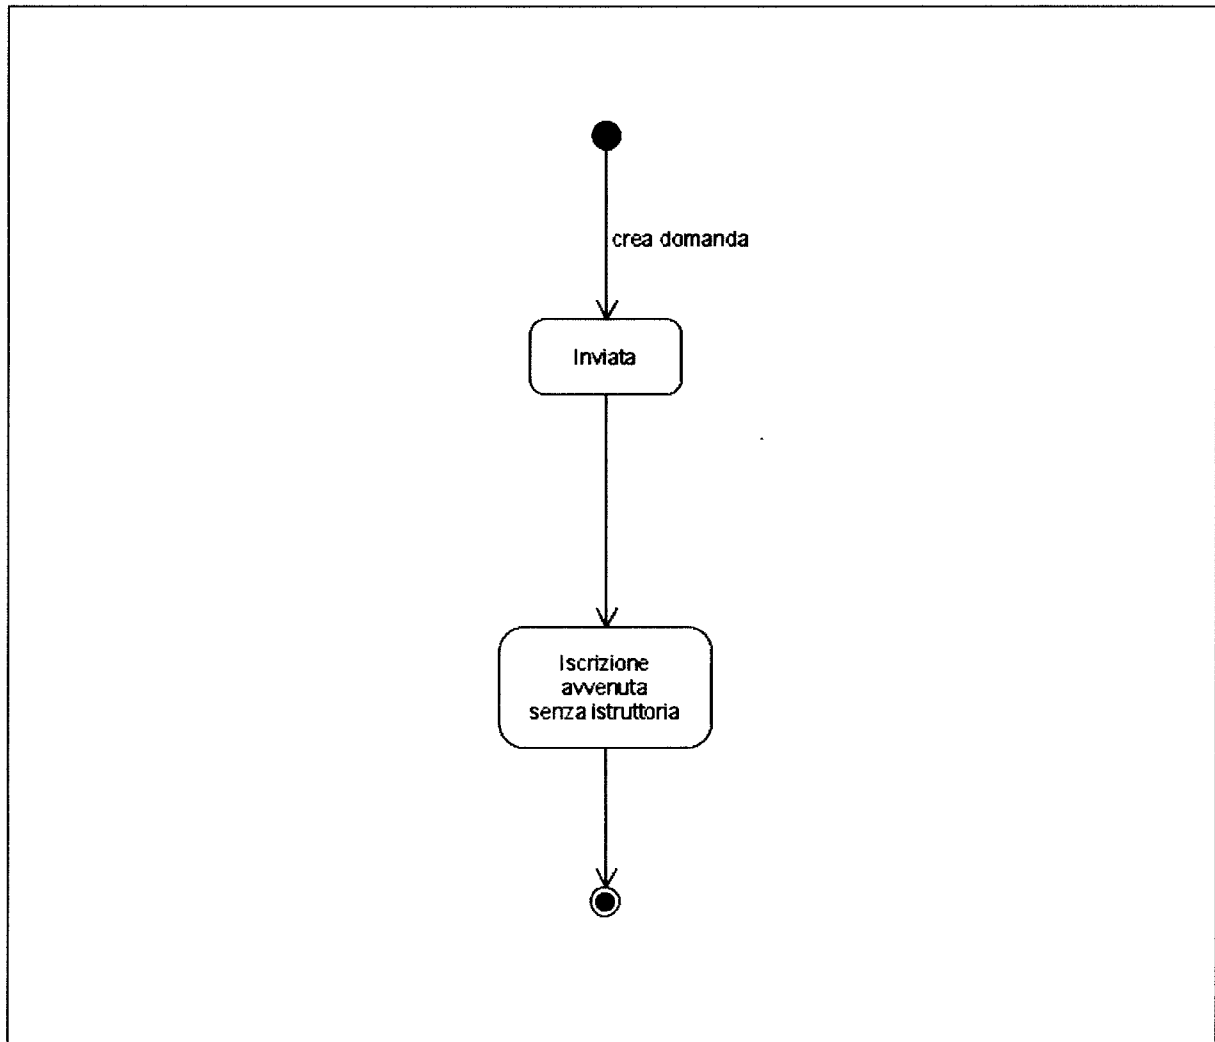 crea domanda
Inviata
Iscrizione
avvenuta
senza istruttoria